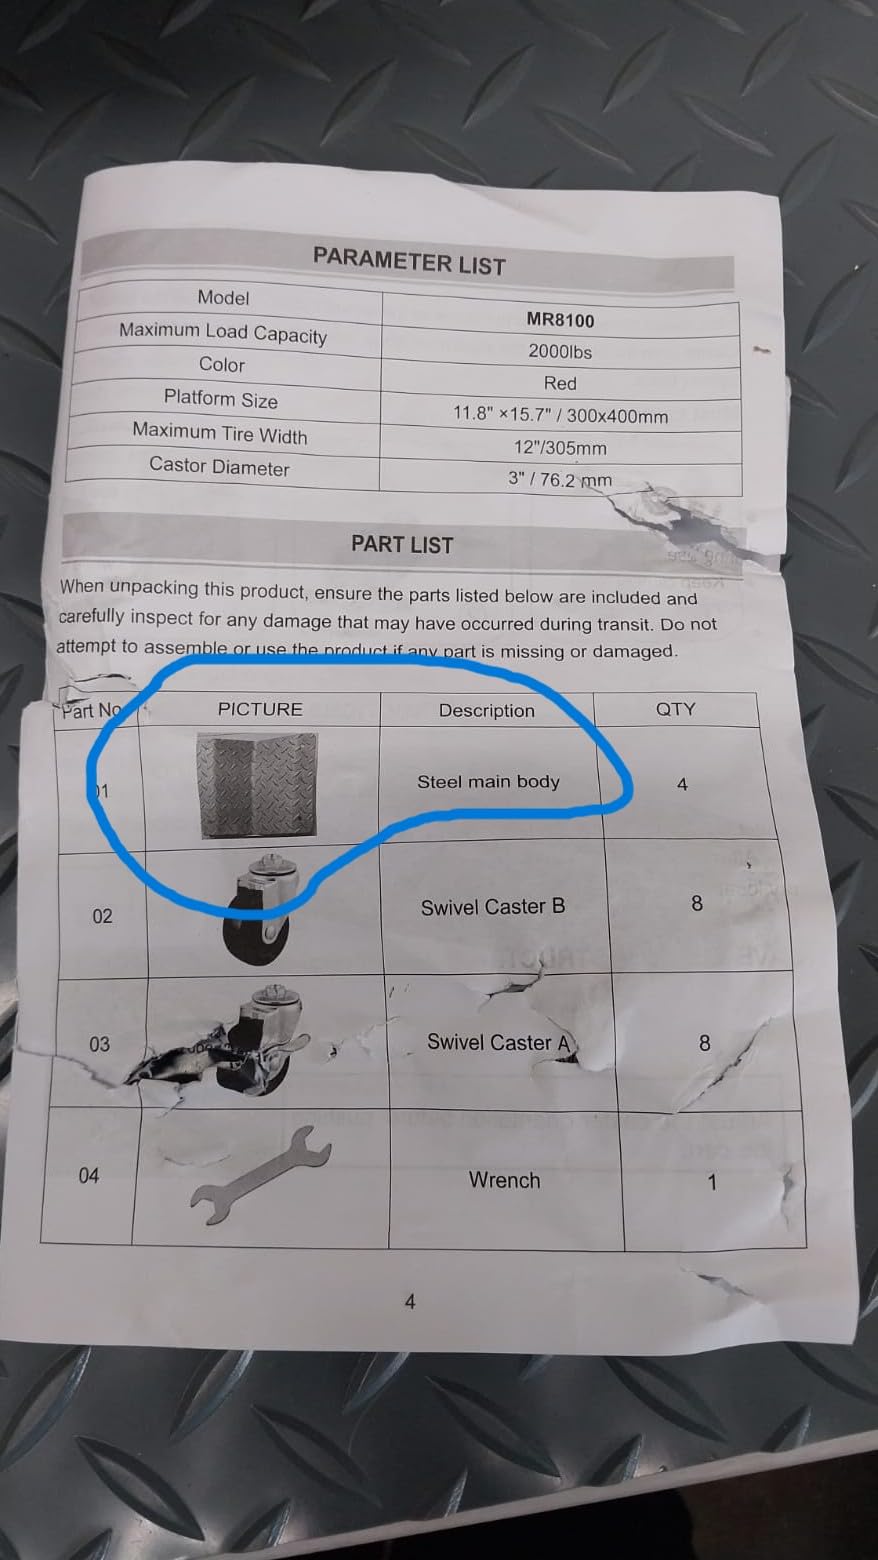 PARAMETER LIST
Model MR8100
Maximum Load Capacity 2000lbs
Color Red
Platform Size 11.8" ×15.7" / 300x400mm
Maximum Tire Width 12"/305mm
Castor Diameter 3" / 76.2 mm
PART LIST
When unpacking this product, ensure the parts listed below are included and
carefully inspect for any damage that may have occurred during transit. Do not
attempt to assemble or use the product if any part is missing or damaged.
Part No PICTURE Description QTY
01 Steel main body 4
02 Swivel Caster B 8
03 Swivel Caster A 8
04 Wrench 1
4